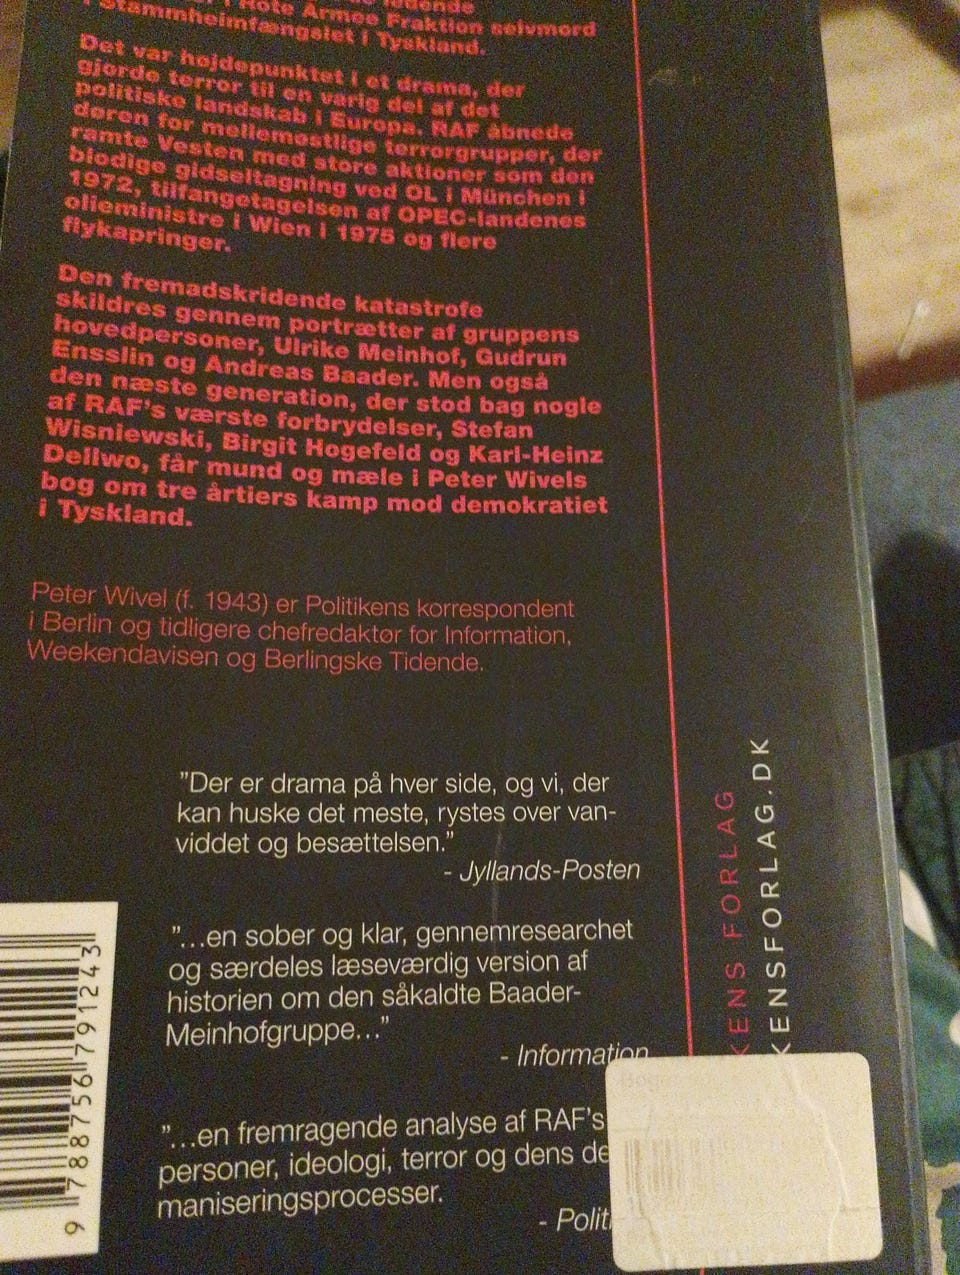 Rote Armee Fraktion selvmord
i Stammheimfængslet i Tyskland.
Det var højdepunktet i et drama, der
gjorde terror til en varig del af det
politiske landskab i Europa. RAF åbnede
døren for mellemøstlige terrorgrupper, der
ramte Vesten med store aktioner som den
blodige gidseltagning ved OL i München i
1972, tilfangetagelsen af OPEC-landenes
olieministre i Wien i 1975 og flere
flykapringer.
Den fremadskridende katastrofe
skildres gennem portrætter af gruppens
hovedpersoner, Ulrike Meinhof, Gudrun
Ensslin og Andreas Baader. Men også
den næste generation, der stod bag nogle
af RAF's værste forbrydelser, Stefan
Wisniewski, Birgit Hogefeld og Karl-Heinz
Dellwo, får mund og mæle i Peter Wivels
bog om tre årtiers kamp mod demokratiet
i Tyskland.
Peter Wivel (f. 1943) er Politikens korrespondent
i Berlin og tidligere chefredaktør for Information,
Weekendavisen og Berlingske Tidende.
"Der er drama på hver side, og vi, der
kan huske det meste, rystes over van-
viddet og besættelsen."
- Jyllands-Posten
"...en sober og klar, gennemresearchet
og særdeles læseværdig version af
historien om den såkaldte Baader-
Meinhofgruppe..."
- Information
"...en fremragende analyse af RAF's
personer, ideologi, terror og dens de
maniseringsprocesser.
- Polit
9 788756 791243
KENS FORLAG
KENSFORLAG.DK